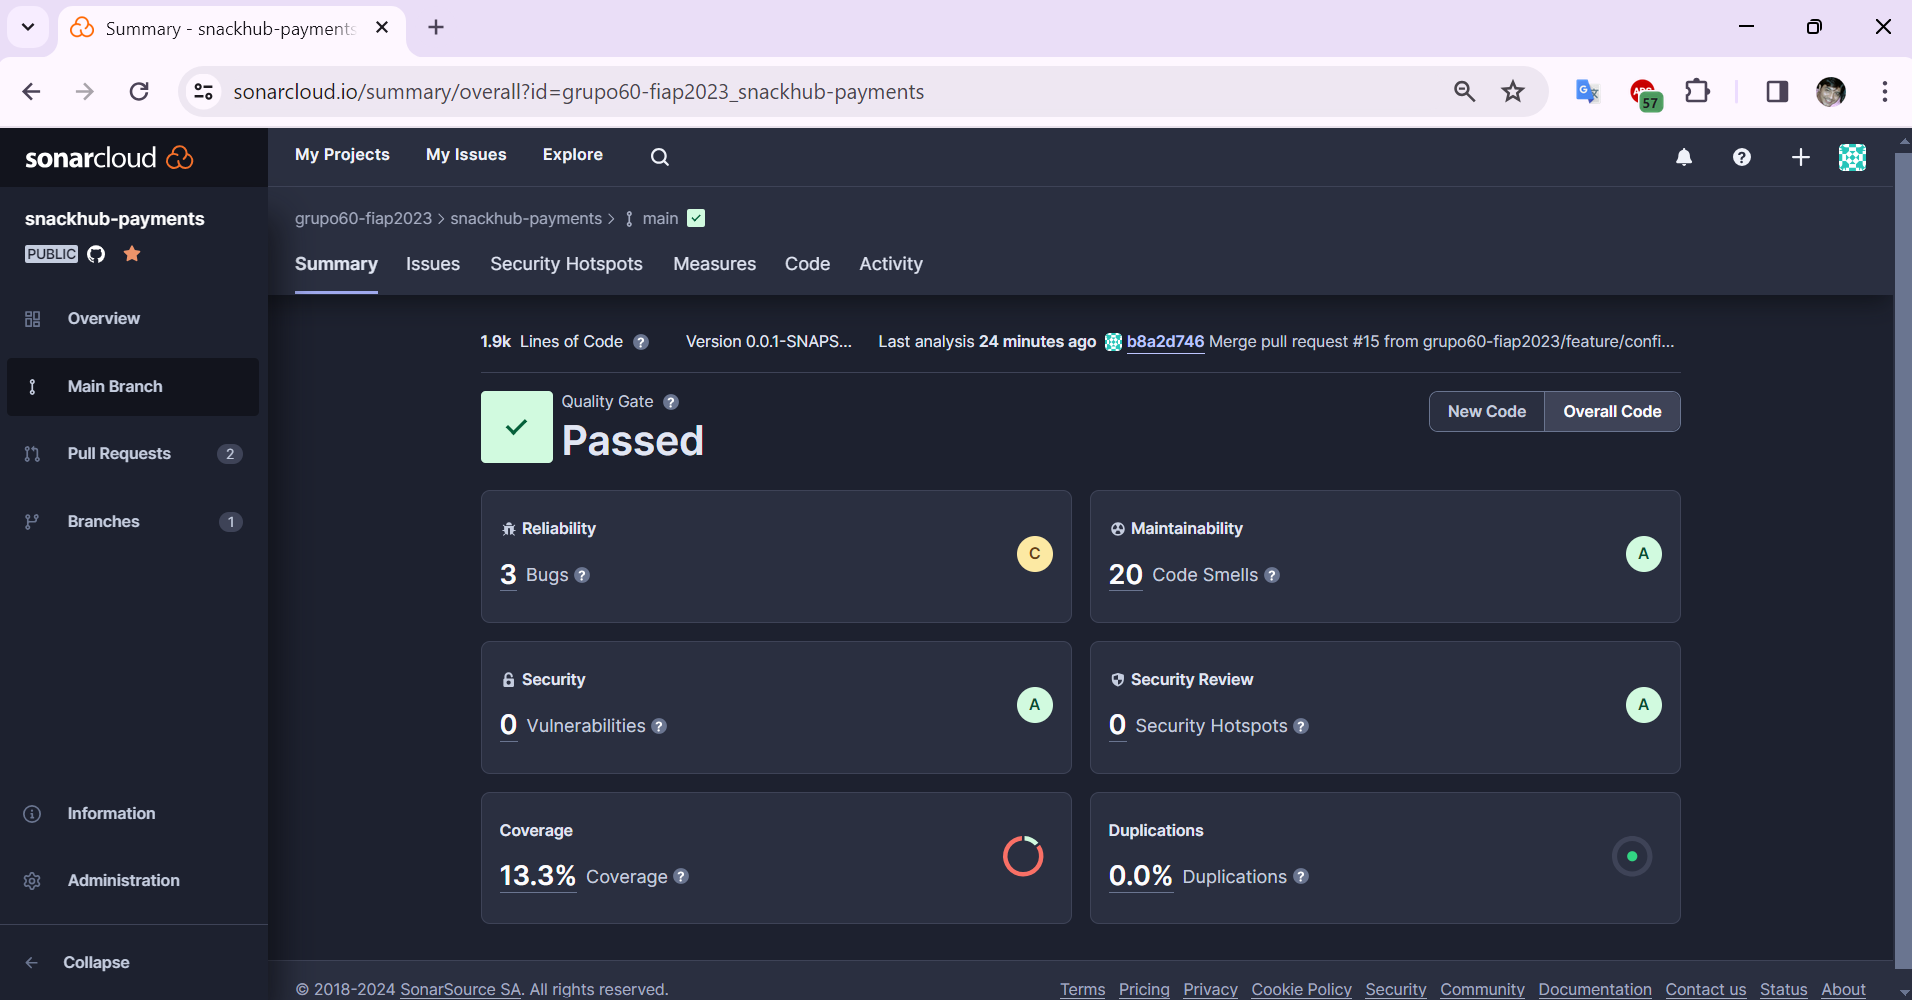 Summary - snackhub-payments
sonarcloud.io/summary/overall?id=grupo60-fiap2023_snackhub-payments
57
sonarcloud
My Projects
My Issues
Explore
snackhub-payments
PUBLIC
grupo60-fiap2023 > snackhub-payments > main
Summary
Issues
Security Hotspots
Measures
Code
Activity
Overview
Main Branch
Pull Requests 2
Branches 1
Information
Administration
Collapse
1.9k Lines of Code
Version 0.0.1-SNAPS...
Last analysis 24 minutes ago b8a2d746 Merge pull request #15 from grupo60-fiap2023/feature/confi...
Quality Gate
Passed
New Code
Overall Code
Reliability
3 Bugs
C
Maintainability
20 Code Smells
A
Security
0 Vulnerabilities
A
Security Review
0 Security Hotspots
A
Coverage
13.3% Coverage
Duplications
0.0% Duplications
© 2018-2024 SonarSource SA. All rights reserved.
Terms Pricing Privacy Cookie Policy Security Community Documentation Contact us Status About